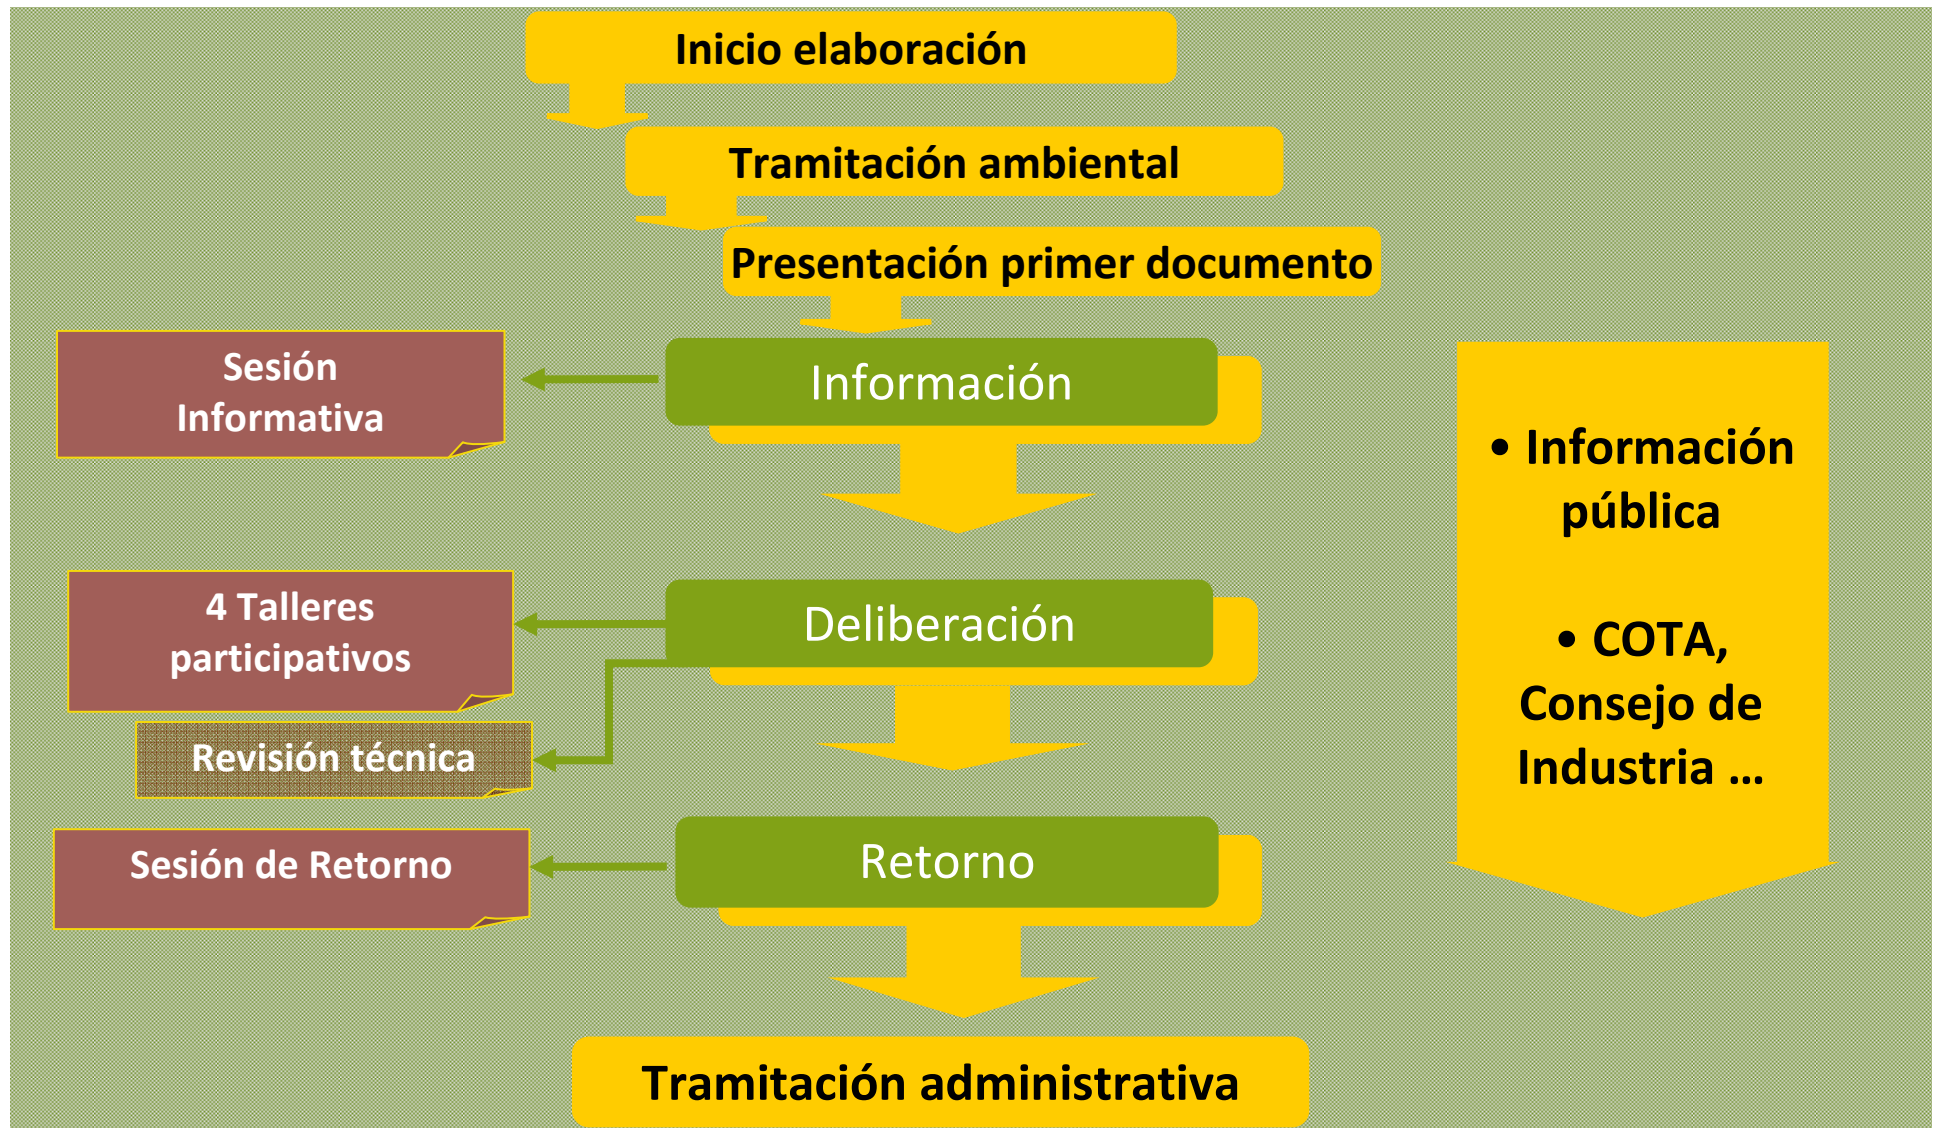 Inicio elaboración
Tramitación ambiental
Presentación primer documento
Sesión
Informativa
Información
4 Talleres
participativos
Deliberación
Revisión técnica
Sesión de Retorno
Retorno
Tramitación administrativa
• Información
pública
• COTA,
Consejo de
Industria ...